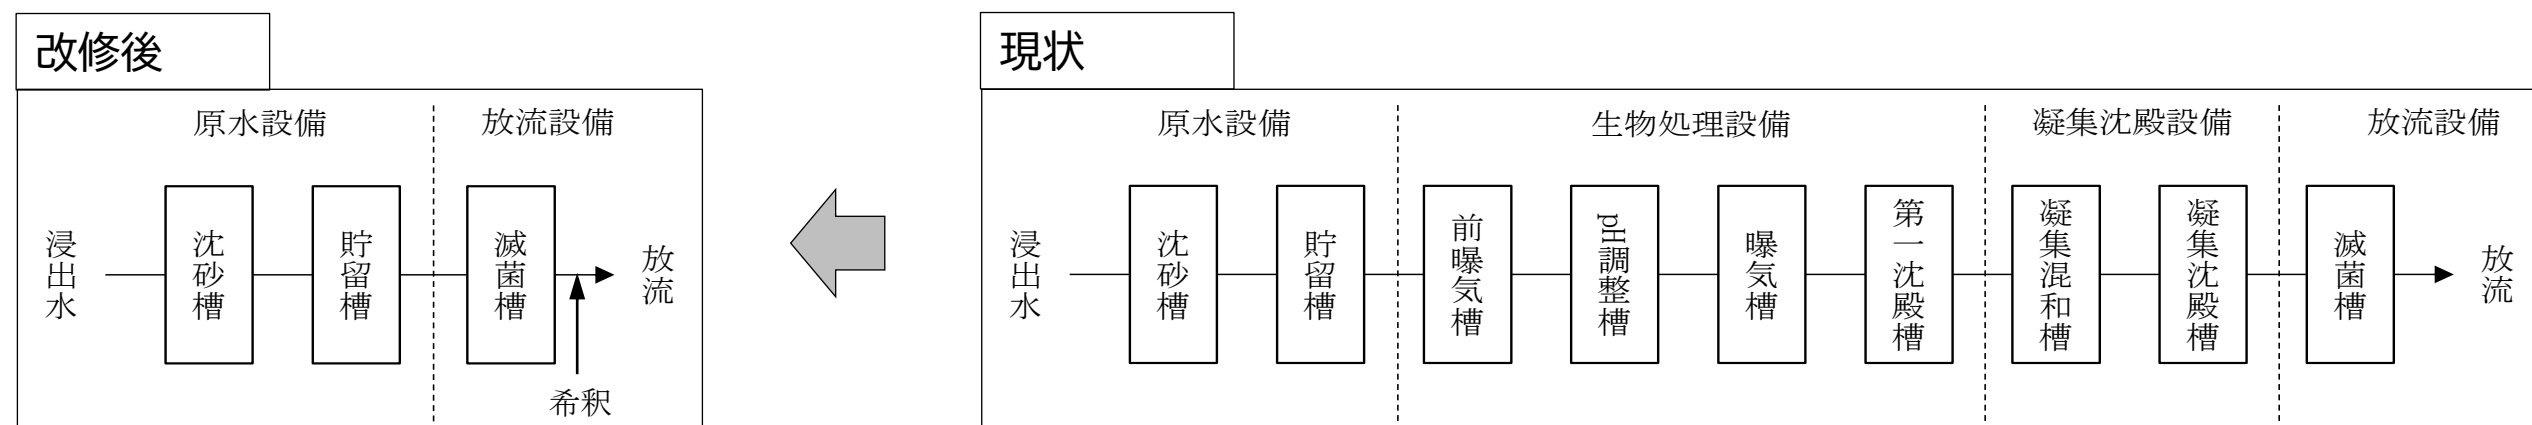 改修後
原水設備
放流設備
浸出水
沈砂槽
貯留槽
滅菌槽
放流
希釈
現状
原水設備
生物処理設備
凝集沈殿設備
放流設備
浸出水
沈砂槽
貯留槽
前曝気槽
pH調整槽
曝気槽
第一沈殿槽
凝集混和槽
凝集沈殿槽
滅菌槽
放流